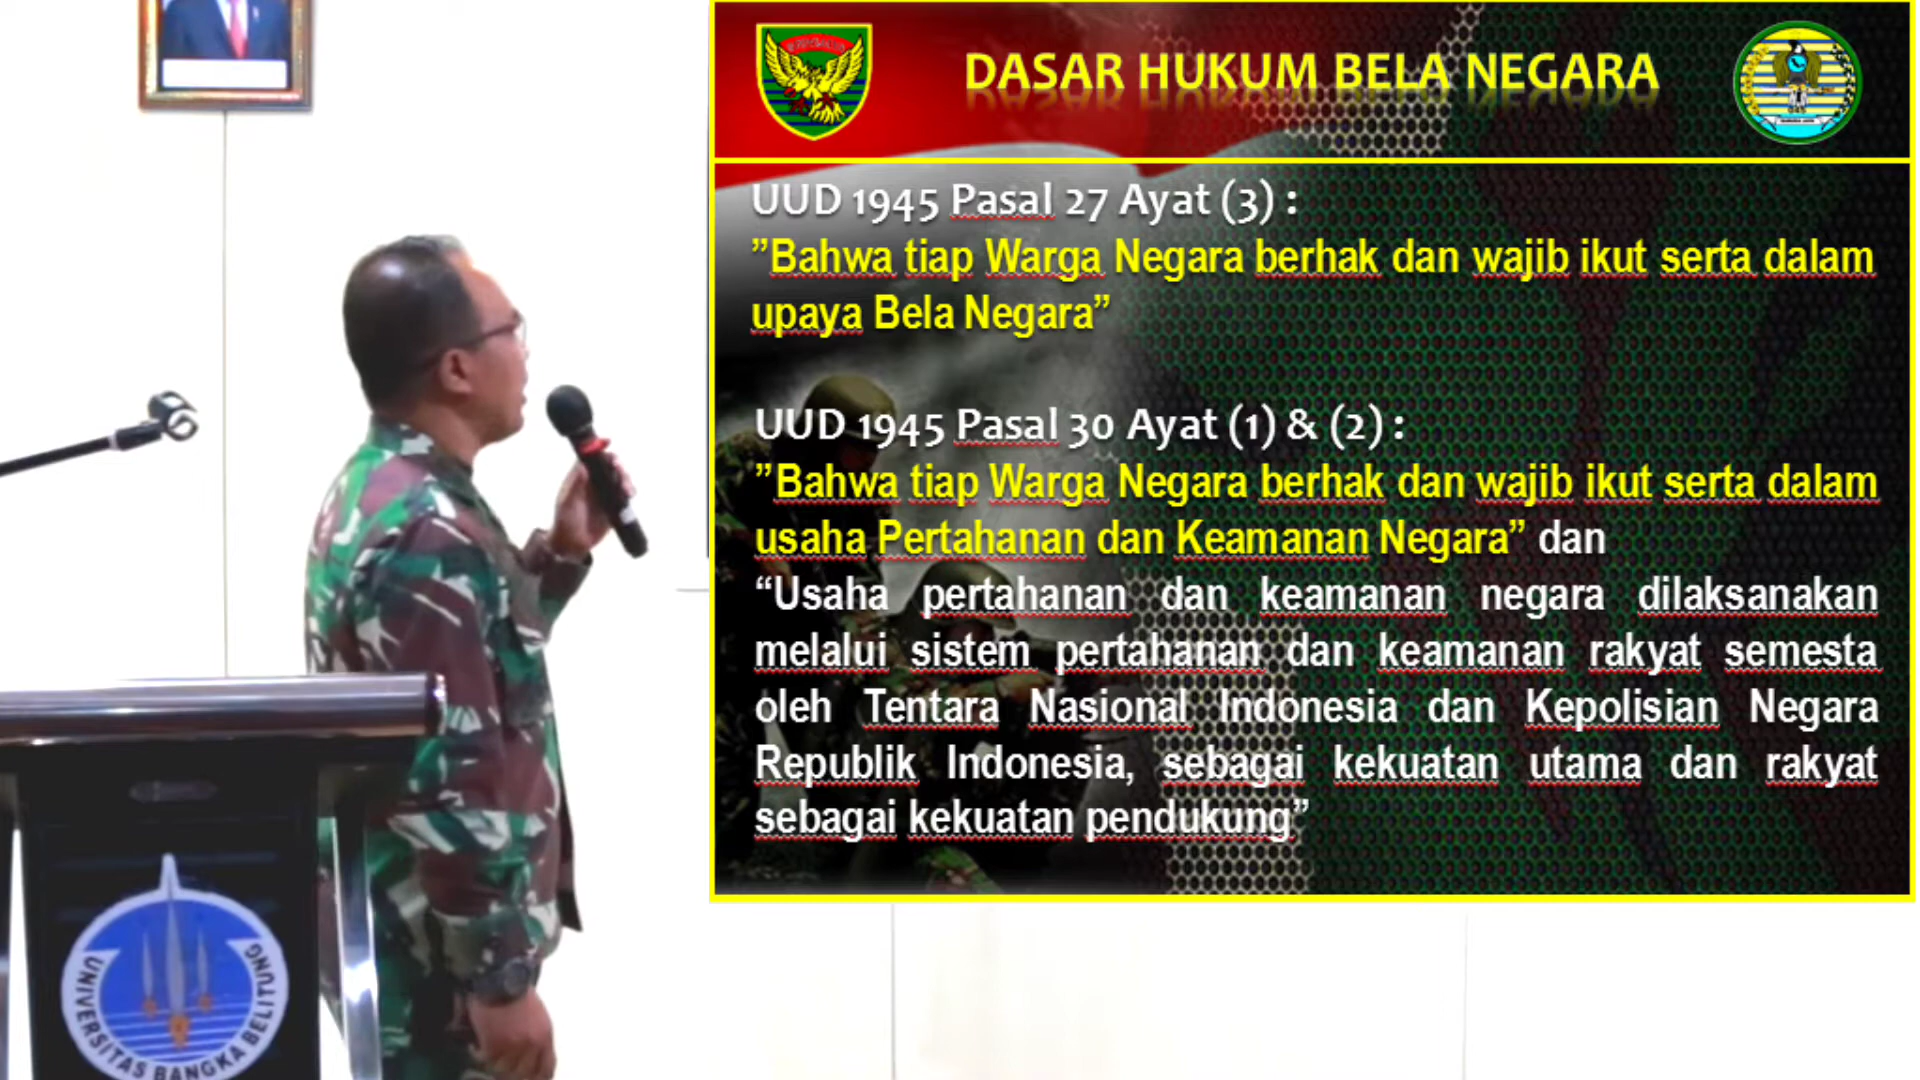 DASAR HUKUM BELA NEGARA
UUD 1945 Pasal 27 Ayat (3) :
”Bahwa tiap Warga Negara berhak dan wajib ikut serta dalam
upaya Bela Negara”
UUD 1945 Pasal 30 Ayat (1) & (2) :
”Bahwa tiap Warga Negara berhak dan wajib ikut serta dalam
usaha Pertahanan dan Keamanan Negara” dan
“Usaha pertahanan dan keamanan negara dilaksanakan
melalui sistem pertahanan dan keamanan rakyat semesta
oleh Tentara Nasional Indonesia dan Kepolisian Negara
Republik Indonesia, sebagai kekuatan utama dan rakyat
sebagai kekuatan pendukung”
UNIVERSITAS BANGKA BELITUNG